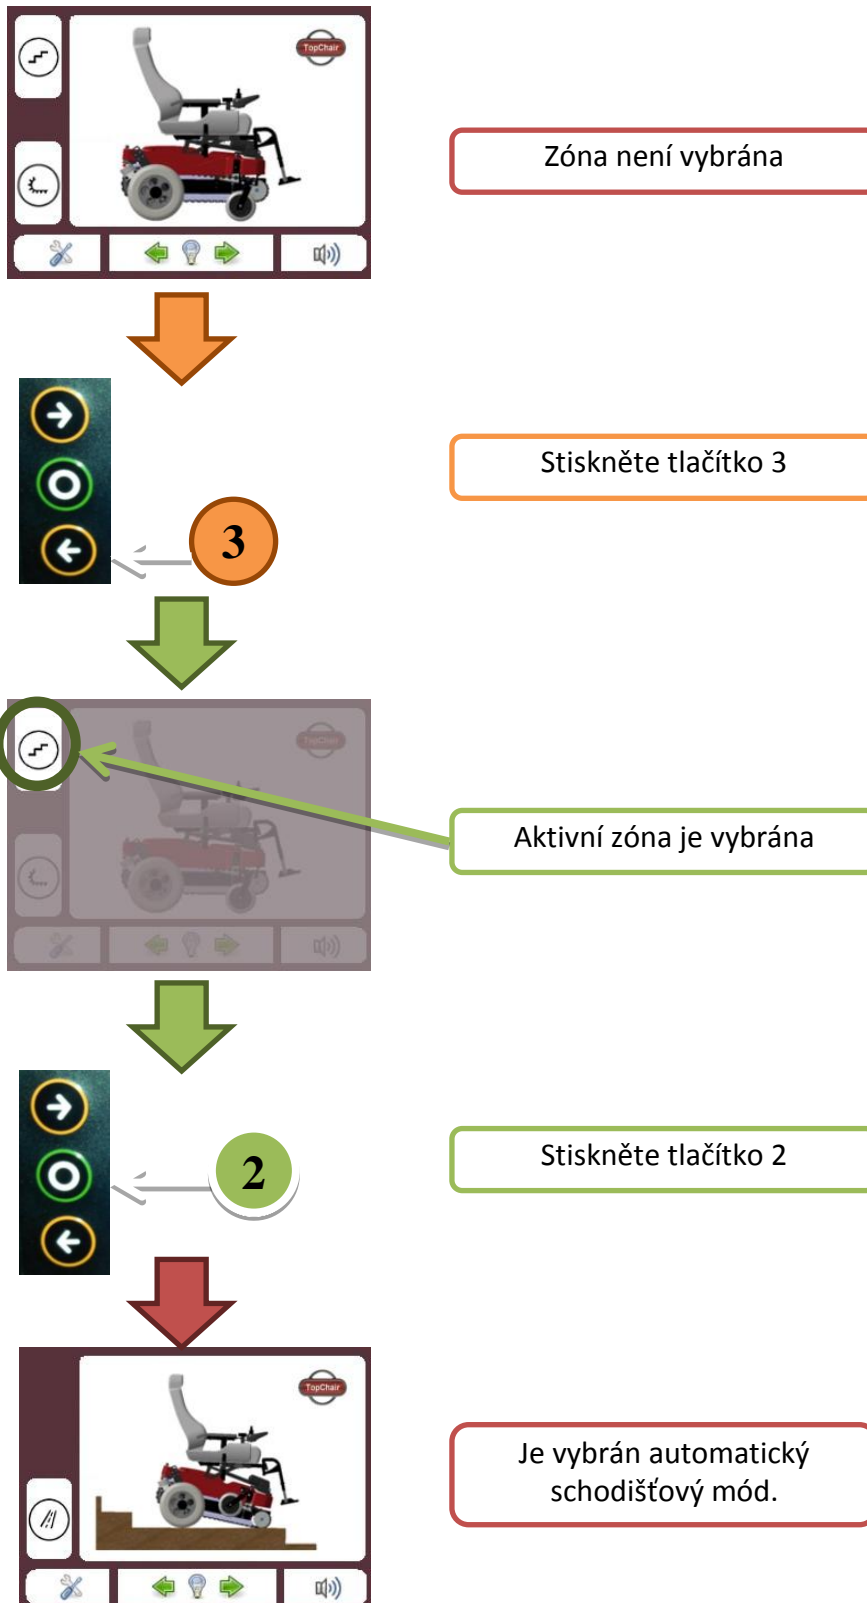 TopChair
Zóna není vybrána
Stiskněte tlačítko 3
3
TopChair
Aktivní zóna je vybrána
2
Stiskněte tlačítko 2
TopChair
Je vybrán automatický
schodišťový mód.